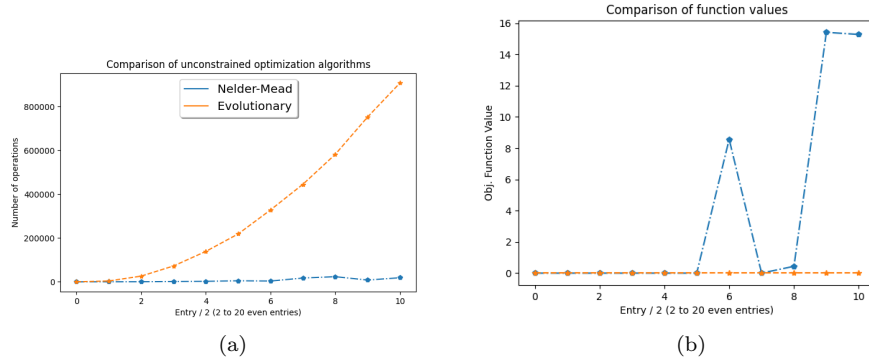 Comparison of unconstrained optimization algorithms
Nelder-Mead
Evolutionary
Number of operations
800000
600000
400000
200000
0
0 2 4 6 8 10
Entry / 2 (2 to 20 even entries)
(a)
Comparison of function values
Obj. Function Value
16
14
12
10
8
6
4
2
0
0 2 4 6 8 10
Entry / 2 (2 to 20 even entries)
(b)